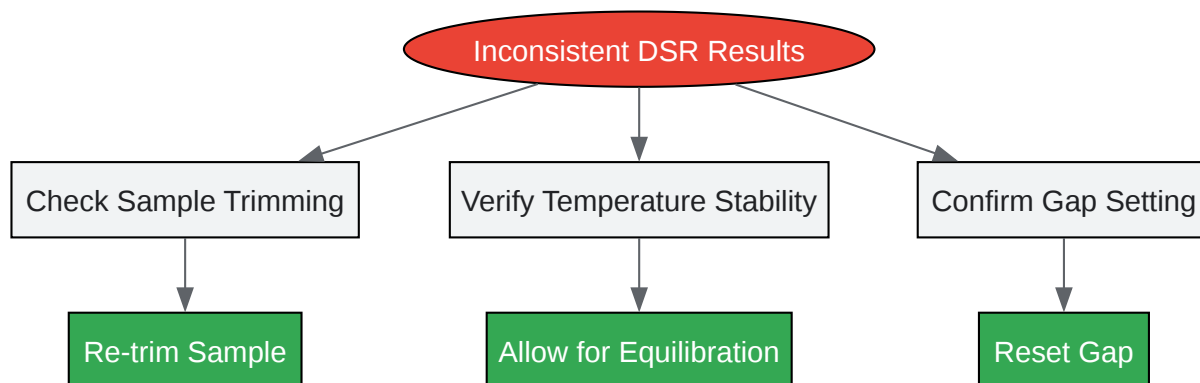 Inconsistent DSR Results
Check Sample Trimming
Verify Temperature Stability
Confirm Gap Setting
Re-trim Sample
Allow for Equilibration
Reset Gap